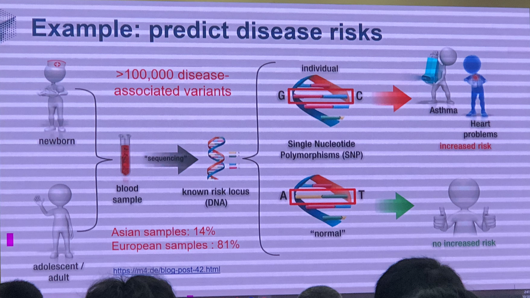 Example: predict disease risks
>100,000 disease-
associated variants
newborn
adolescent /
adult
blood
sample
"sequencing"
known risk locus
(DNA)
Asian samples: 14%
European samples : 81%
https://m4.de/blog-post-42.html
individual
G
C
Single Nucleotide
Polymorphisms (SNP)
A
T
"normal"
Asthma
Heart
problems
increased risk
no increased risk